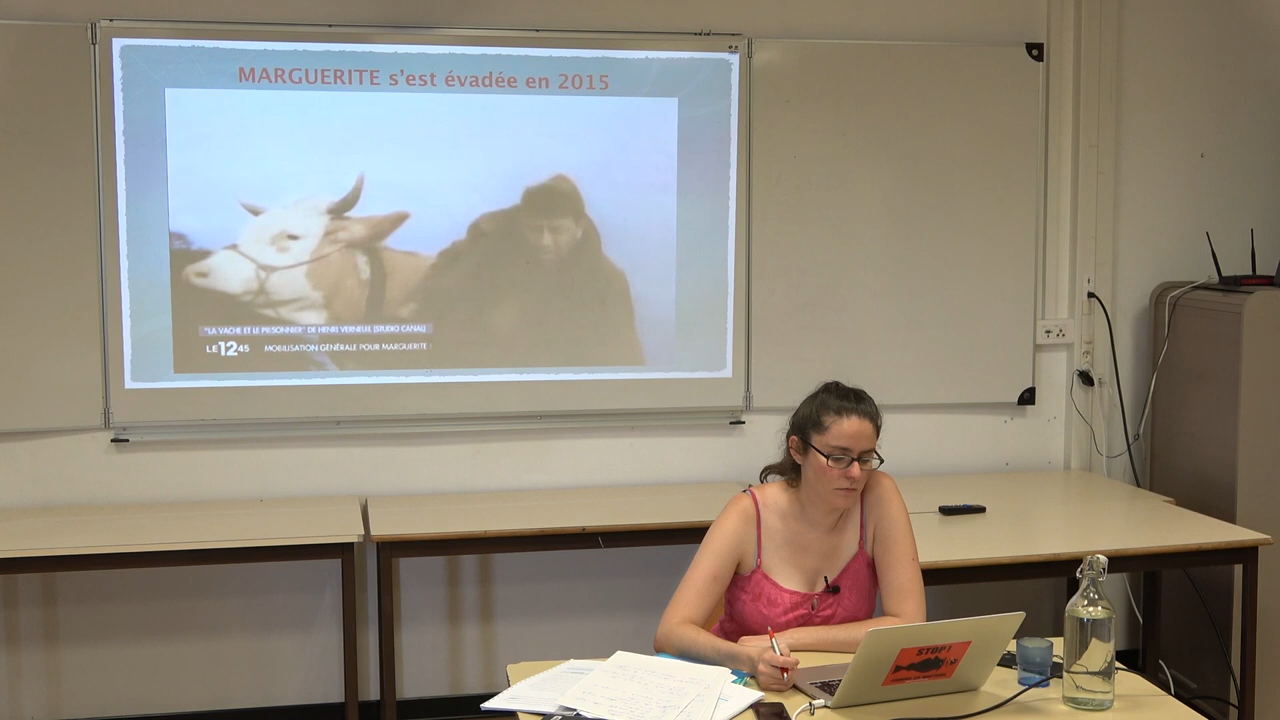 MARGUERITE s'est évadée en 2015
"LA VACHE ET LE PRISONNIER" DE HENRI VERNEUIL (STUDIO CANAL)
LE 12 45 MOBILISATION GÉNÉRALE POUR MARGUERITE !
STOP!